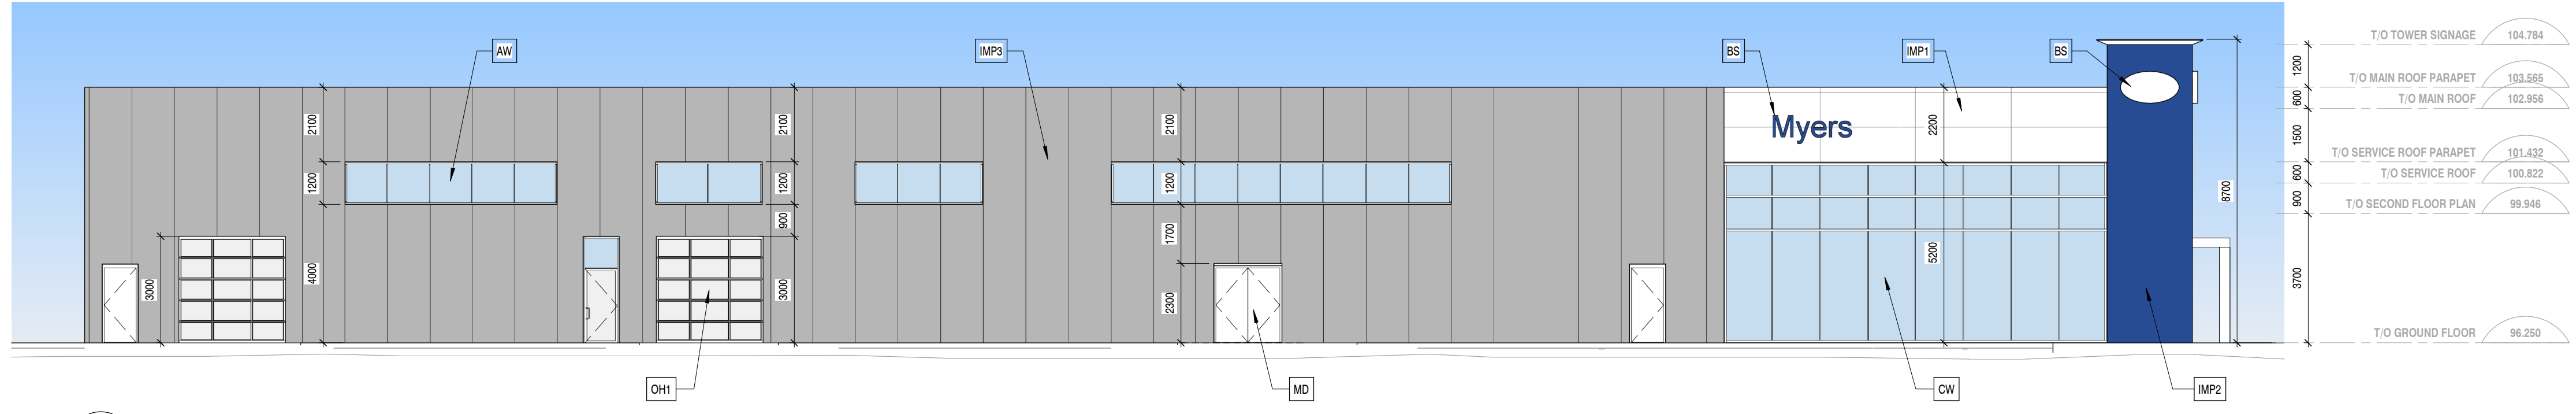 AW
IMP3
BS
IMP1
BS
T/O TOWER SIGNAGE 104.784
1200
T/O MAIN ROOF PARAPET 103.565
600
T/O MAIN ROOF 102.956
2100
2100
2100
2200
Myers
1500
T/O SERVICE ROOF PARAPET 101.432
600
T/O SERVICE ROOF 100.822
1200
1200
1200
8700
900
T/O SECOND FLOOR PLAN 99.946
900
1700
5200
4000
3000
3000
2300
3700
T/O GROUND FLOOR 96.250
OH1
MD
CW
IMP2